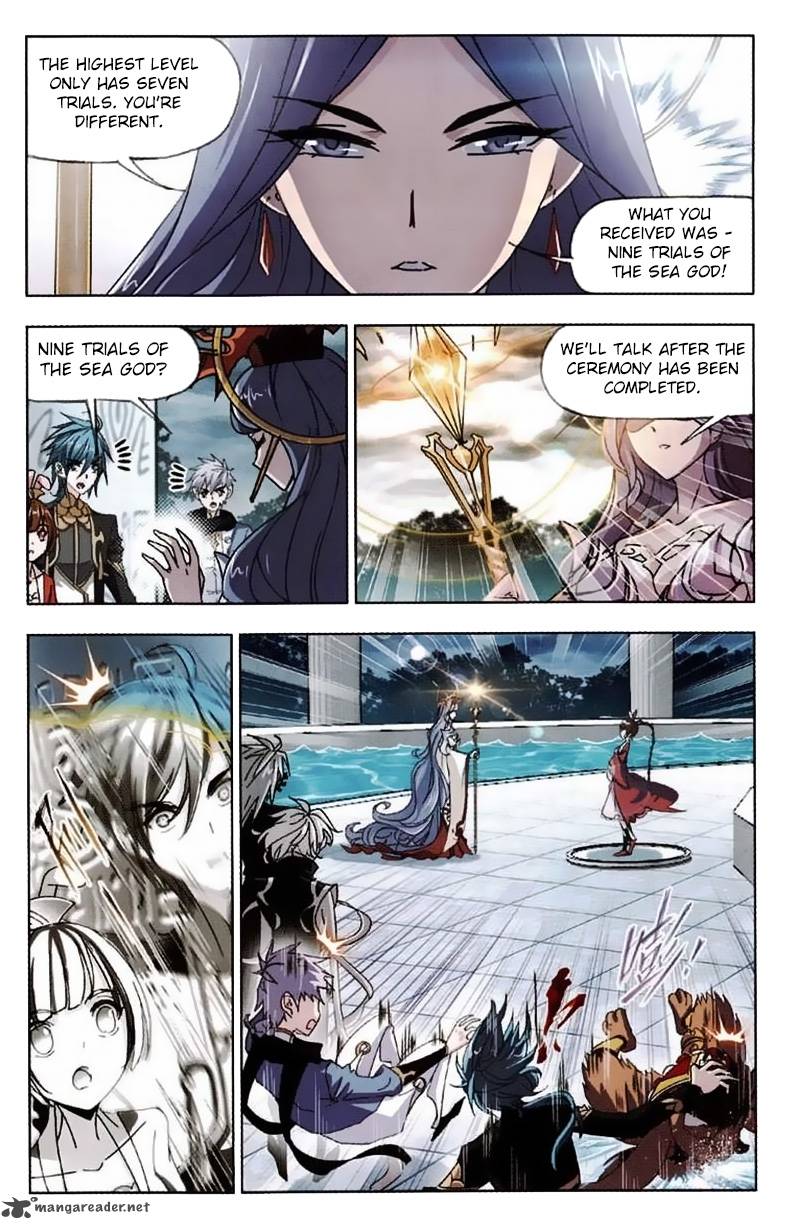 THE HIGHEST LEVEL
ONLY HAS SEVEN
TRIALS. YOU'RE
DIFFERENT.
WHAT YOU
RECEIVED WAS -
NINE TRIALS OF
THE SEA GOD!
NINE TRIALS OF
THE SEA GOD?
WE'LL TALK AFTER THE
CEREMONY HAS BEEN
COMPLETED.
嘭!
mangareader.net